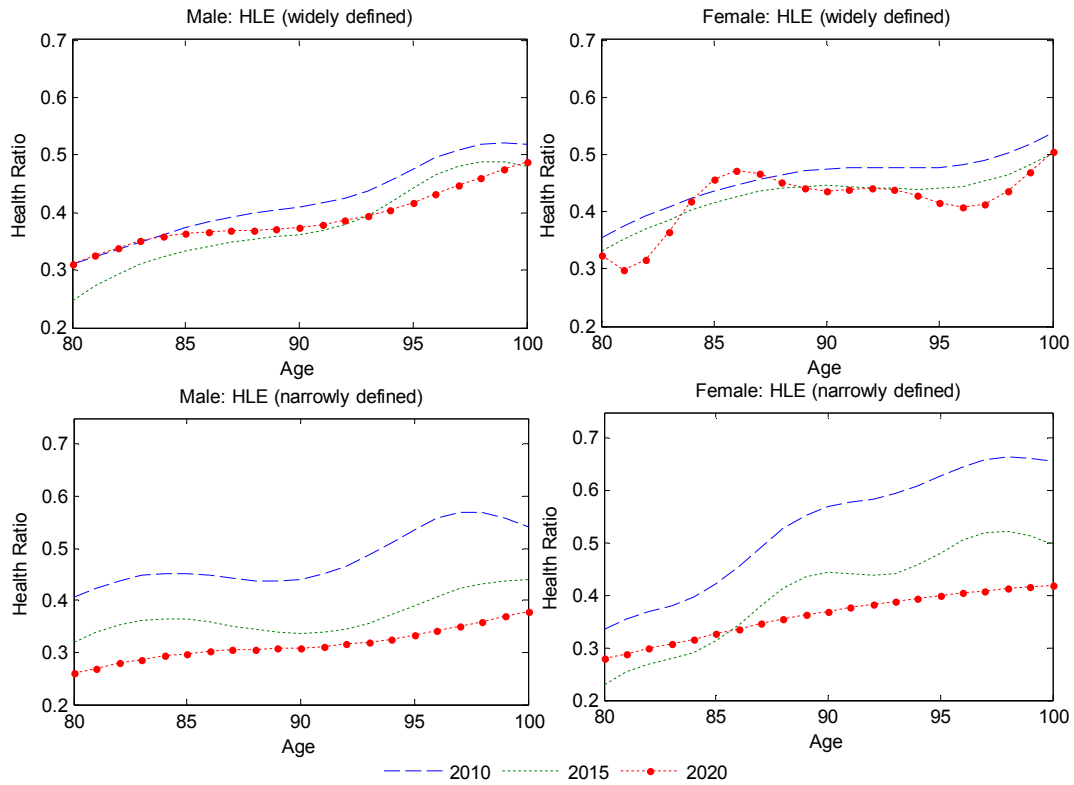 Male: HLE (widely defined)
0.7
0.6
0.5
0.4
0.3
0.2
Health Ratio
80 85 90 95 100
Age
Female: HLE (widely defined)
0.7
0.6
0.5
0.4
0.3
0.2
Health Ratio
80 85 90 95 100
Age
Male: HLE (narrowly defined)
0.7
0.6
0.5
0.4
0.3
0.2
Health Ratio
80 85 90 95 100
Age
Female: HLE (narrowly defined)
0.7
0.6
0.5
0.4
0.3
0.2
Health Ratio
80 85 90 95 100
Age
2010 2015 2020